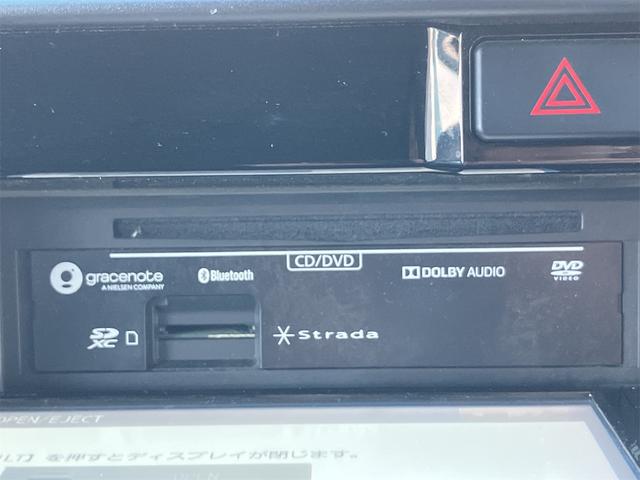 CD/DVD
gracenote
A NIELSEN COMPANY
Bluetooth
DOLBY AUDIO
DVD
VIDEO
SD
XC
Strada
OPEN/EJECT
を押すとディスプレイが閉じます。
OPEN